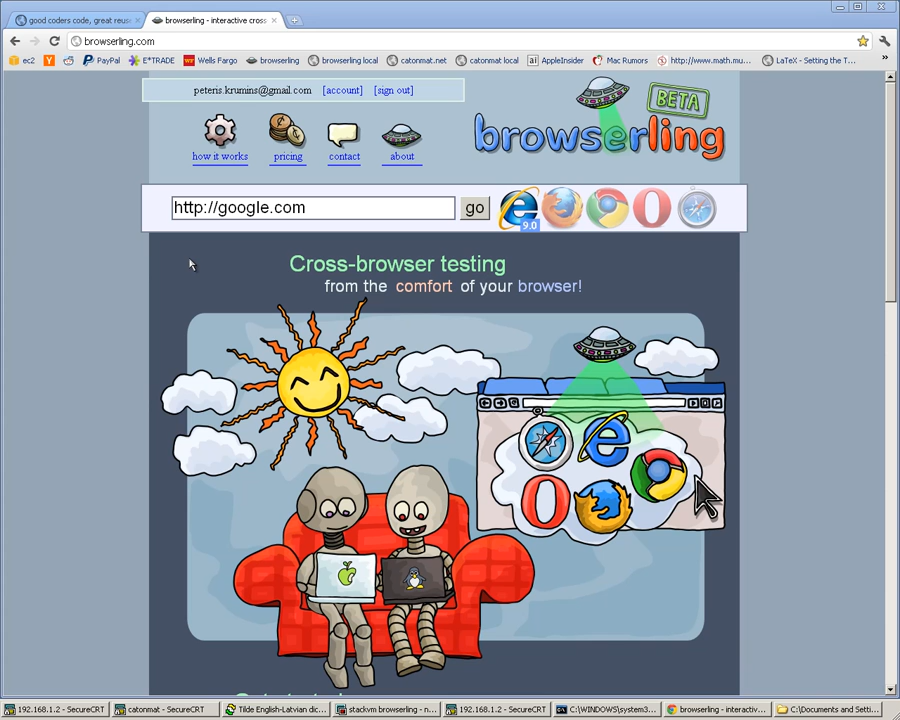 good coders code, great reus
browserling - interactive cross
browserling.com
ec2
PayPal
E*TRADE
Wells Fargo
browserling
browserling local
catonmat.net
catonmat local
AppleInsider
Mac Rumors
http://www.math.mu...
LaTeX - Setting the T...
»
peteris.krumins@gmail.com [account] [sign out]
how it works
pricing
contact
about
BETA
browserling
http://google.com
go
9.0
Cross-browser testing
from the comfort of your browser!
192.168.1.2 - SecureCRT
catonmat - SecureCRT
Tilde English-Latvian dic...
stackvm browserling - n...
192.168.1.2 - SecureCRT
C:\WINDOWS\system3...
browserling - interactiv...
C:\Documents and Setti...